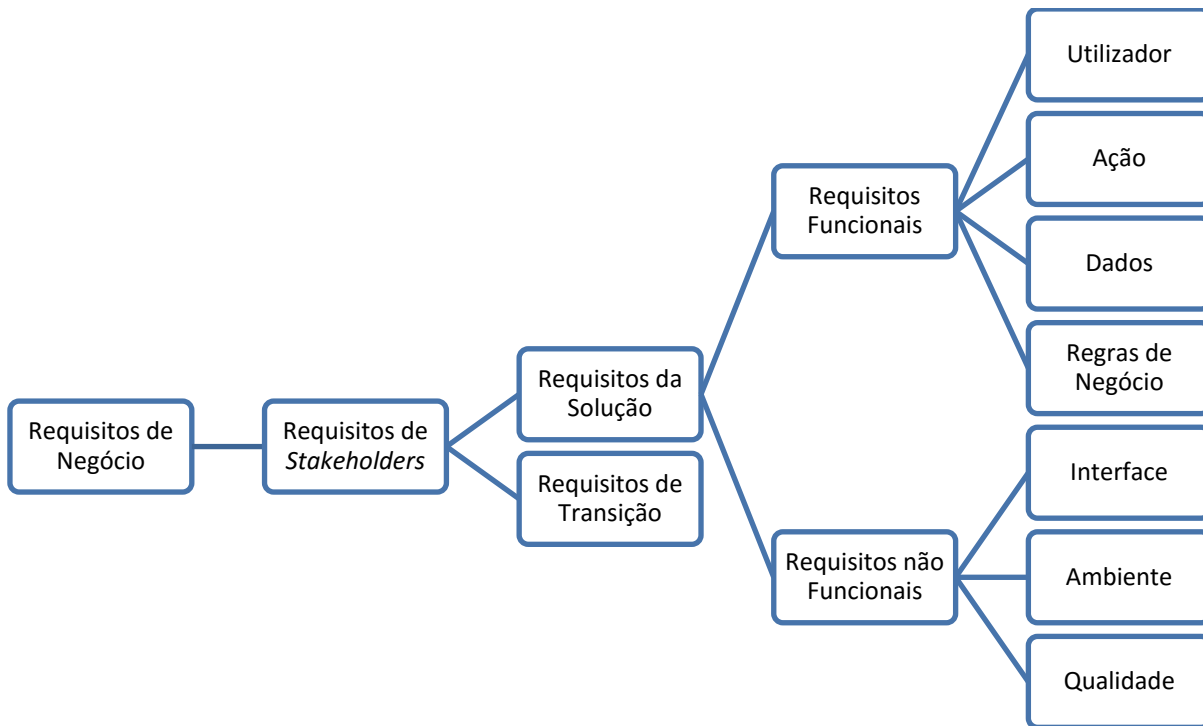 Requisitos de
Negócio
Requisitos de
Stakeholders
Requisitos da
Solução
Requisitos de
Transição
Requisitos
Funcionais
Requisitos não
Funcionais
Utilizador
Ação
Dados
Regras de
Negócio
Interface
Ambiente
Qualidade